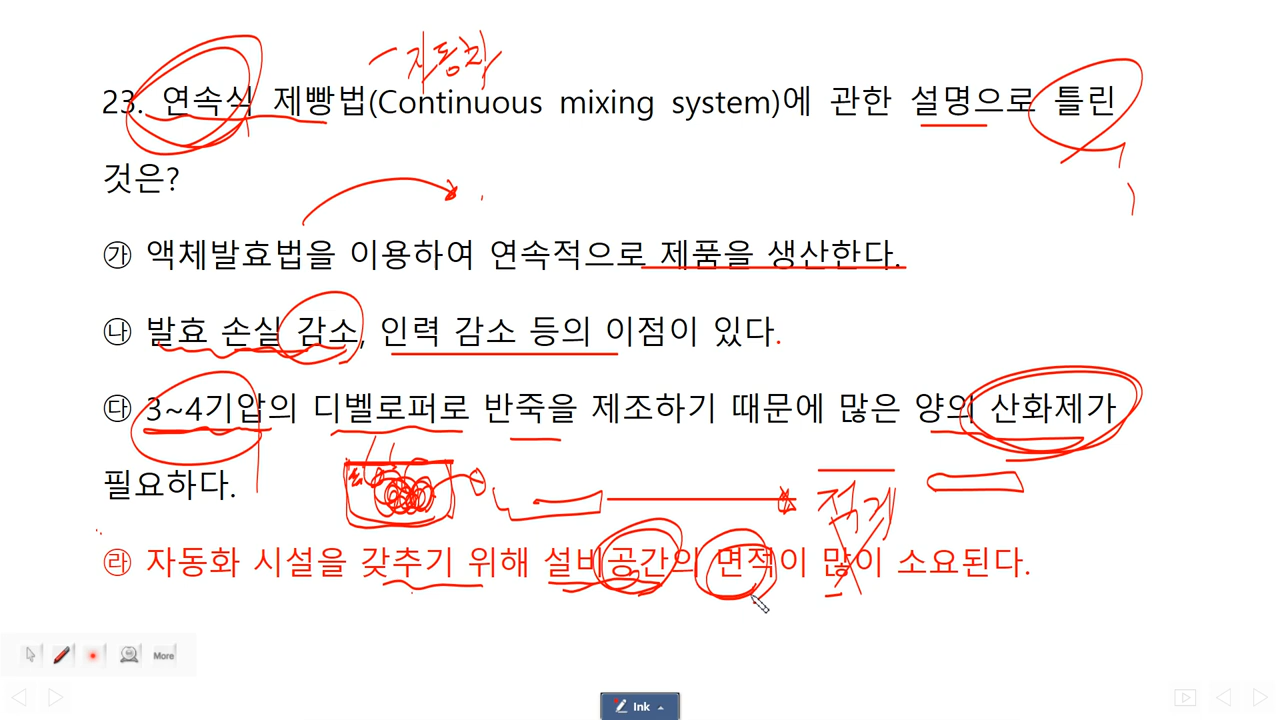 자동화
23. 연속식 제빵법(Continuous mixing system)에 관한 설명으로 틀린
것은?
㉮ 액체발효법을 이용하여 연속적으로 제품을 생산한다.
㉯ 발효 손실 감소, 인력 감소 등의 이점이 있다.
㉰ 3~4기압의 디벨로퍼로 반죽을 제조하기 때문에 많은 양의 산화제가
필요하다.
㉱ 자동화 시설을 갖추기 위해 설비공간의 면적이 많이 소요된다.
More
Ink